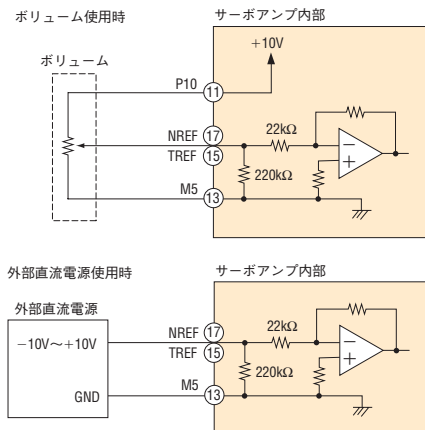 ボリューム使用時
サーボアンプ内部
ボリューム
+10V
P10
11
NREF
17
TREF
15
22kΩ
220kΩ
−
+
M5
13
外部直流電源使用時
サーボアンプ内部
外部直流電源
−10V～+10V
GND
NREF
17
TREF
15
22kΩ
220kΩ
−
+
M5
13